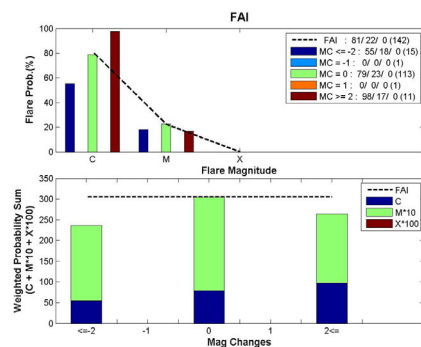 FAI
Flare Prob.(%)
100
80
60
40
20
0
FAI : 81/ 22/ 0 (142)
MC <= -2 : 55/ 18/ 0 (15)
MC = -1 : 0/ 0/ 0 (1)
MC = 0 : 79/ 23/ 0 (113)
MC = 1 : 0/ 0/ 0 (1)
MC >= 2 : 98/ 17/ 0 (11)
C M X
Flare Magnitude
Weighted Probability Sum
(C + M*10 + X*100)
350
300
250
200
150
100
50
0
FAI
C
M*10
X*100
<=-2 -1 0 1 2<=
Mag Changes